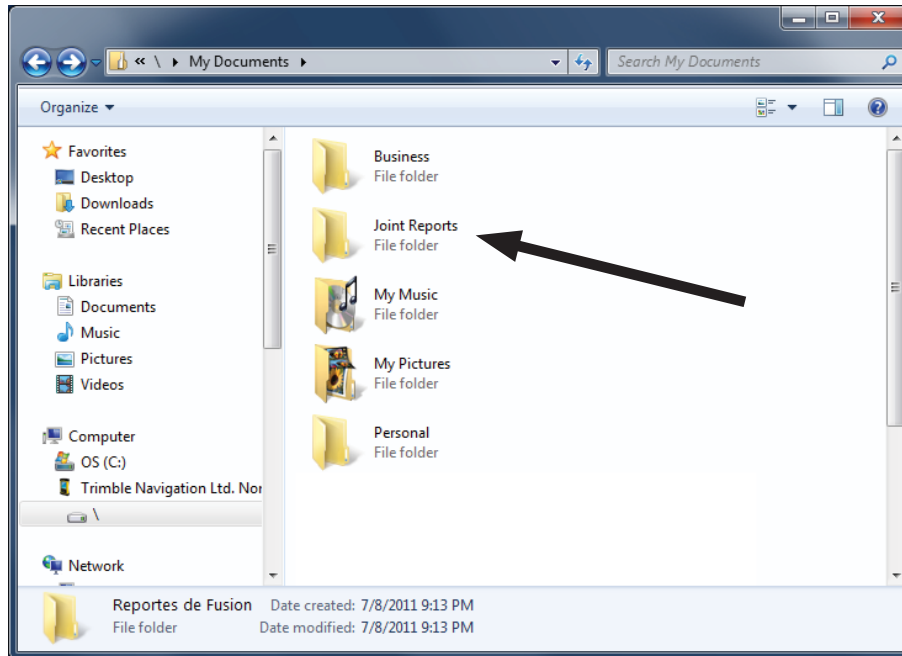 « \ ▸ My Documents ▸
Search My Documents
Organize
Favorites
Desktop
Downloads
Recent Places
Libraries
Documents
Music
Pictures
Videos
Computer
OS (C:)
Trimble Navigation Ltd. Nor
\
Network
Business
File folder
Joint Reports
File folder
My Music
File folder
My Pictures
File folder
Personal
File folder
Reportes de Fusion Date created: 7/8/2011 9:13 PM
File folder Date modified: 7/8/2011 9:13 PM